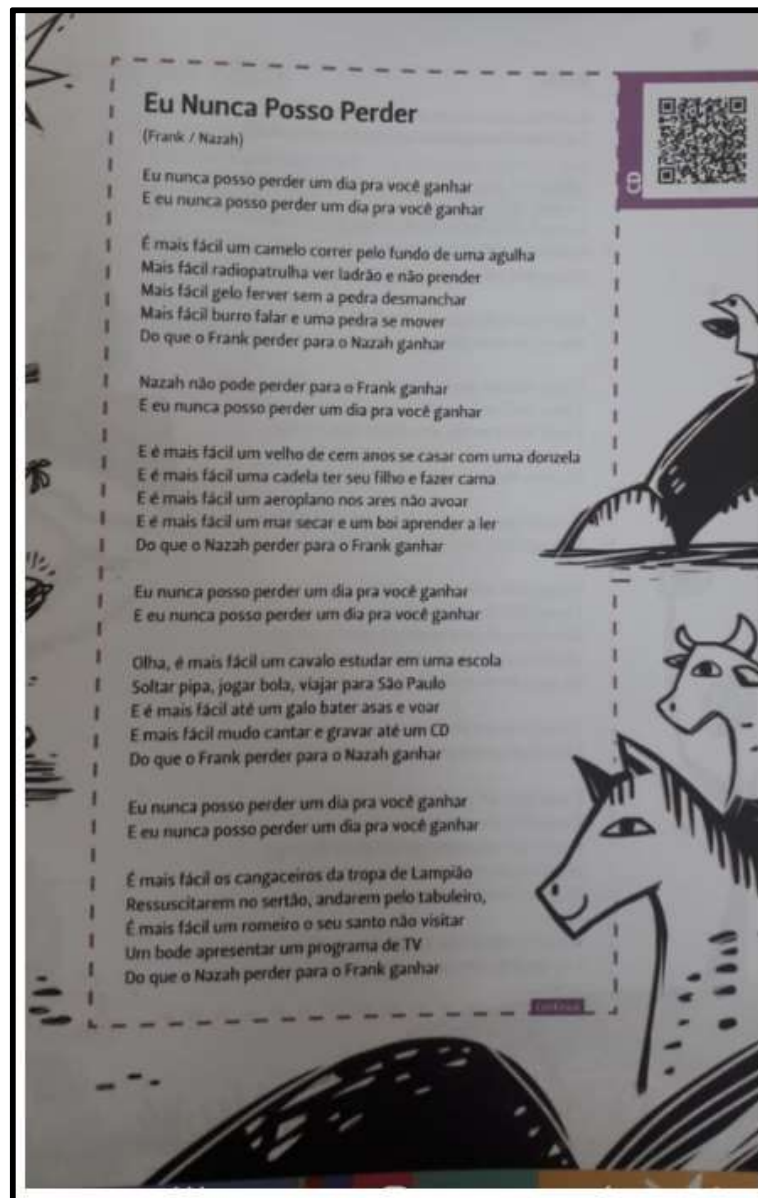 Eu Nunca Posso Perder
(Frank / Nazah)
Eu nunca posso perder um dia pra você ganhar
E eu nunca posso perder um dia pra você ganhar
É mais fácil um camelo correr pelo fundo de uma agulha
Mais fácil radiopatrulha ver ladrão e não prender
Mais fácil gelo ferver sem a pedra desmanchar
Mais fácil burro falar e uma pedra se mover
Do que o Frank perder para o Nazah ganhar
Nazah não pode perder para o Frank ganhar
E eu nunca posso perder um dia pra você ganhar
E é mais fácil um velho de cem anos se casar com uma donzela
E é mais fácil uma cadela ter seu filho e fazer cama
E é mais fácil um aeroplano nos ares não avoar
E é mais fácil um mar secar e um boi aprender a ler
Do que o Nazah perder para o Frank ganhar
Eu nunca posso perder um dia pra você ganhar
E eu nunca posso perder um dia pra você ganhar
Olha, é mais fácil um cavalo estudar em uma escola
Soltar pipa, jogar bola, viajar para São Paulo
E é mais fácil até um galo bater asas e voar
E mais fácil mudo cantar e gravar até um CD
Do que o Frank perder para o Nazah ganhar
Eu nunca posso perder um dia pra você ganhar
E eu nunca posso perder um dia pra você ganhar
É mais fácil os cangaceiros da tropa de Lampião
Ressuscitarem no sertão, andarem pelo tabuleiro,
É mais fácil um romeiro o seu santo não visitar
Um bode apresentar um programa de TV
Do que o Nazah perder para o Frank ganhar
continua
CD